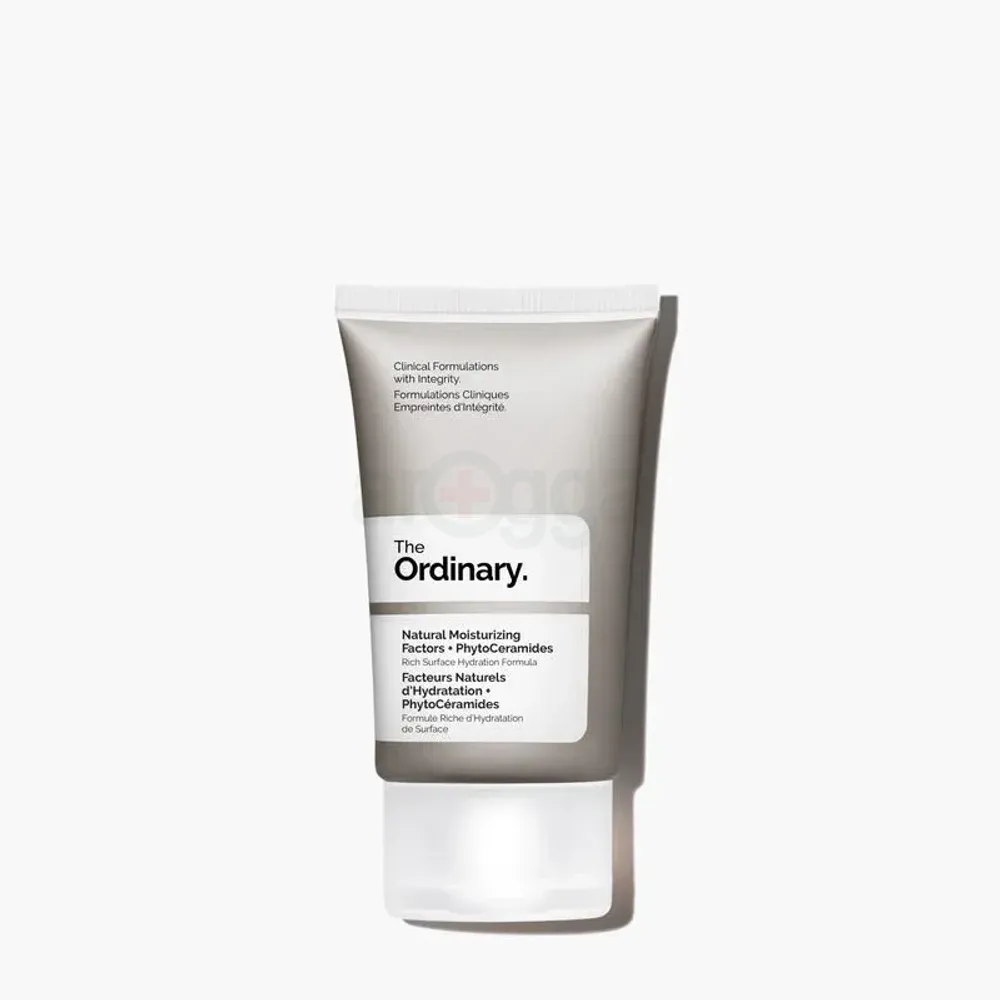 Clinical Formulations
with Integrity.
Formulations Cliniques
Empreintes d'Intégrité.
arogga
The
Ordinary.
Natural Moisturizing
Factors + PhytoCeramides
Rich Surface Hydration Formula
Facteurs Naturels
d'Hydratation +
PhytoCéramides
Formule Riche d'Hydratation
de Surface